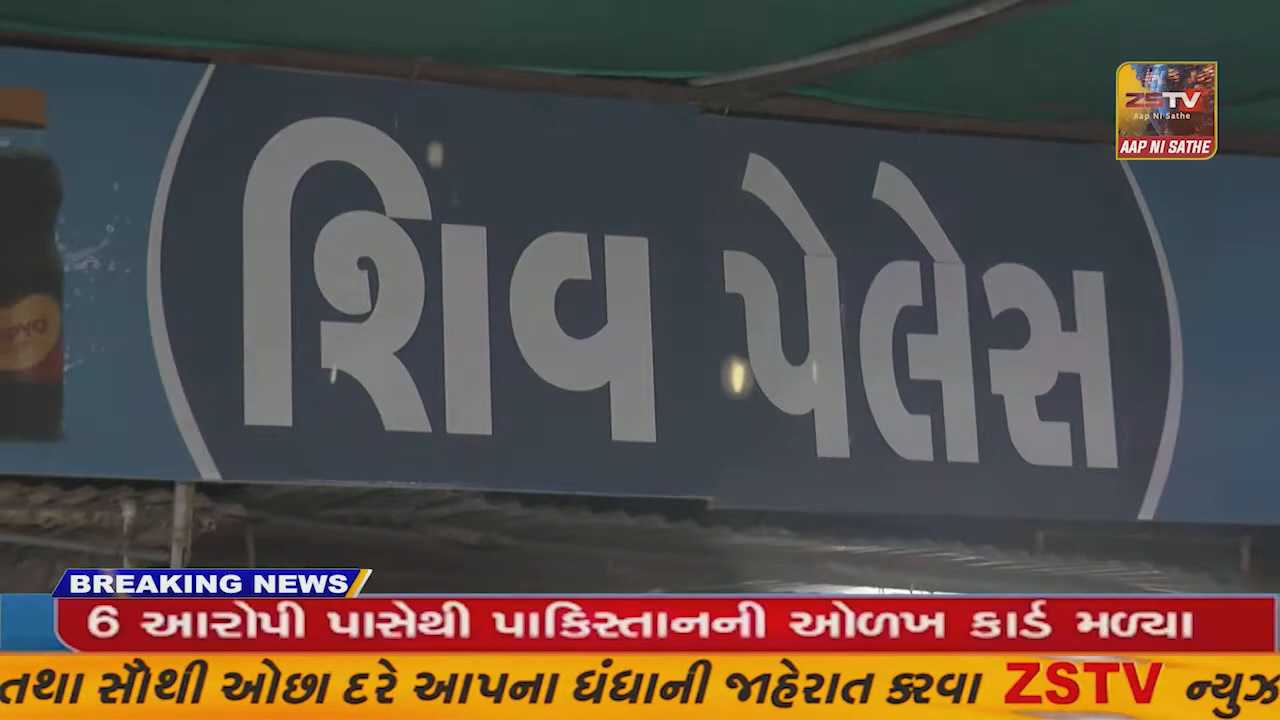 ZSTV
Aap Ni Sathe
AAP NI SATHE
શિવ પેલેસ
BREAKING NEWS
6 આરોપી પાસેથી પાકિસ્તાનની ઓળખ કાર્ડ મળ્યા
તથા સૌથી ઓછા દરે આપના ધંધાની જાહેરાત કરવા ZSTV ન્યુઝ